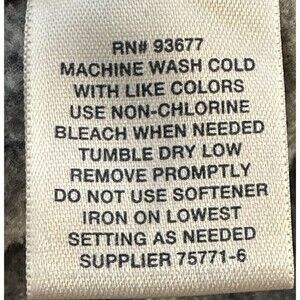 RN# 93677
MACHINE WASH COLD
WITH LIKE COLORS
USE NON-CHLORINE
BLEACH WHEN NEEDED
TUMBLE DRY LOW
REMOVE PROMPTLY
DO NOT USE SOFTENER
IRON ON LOWEST
SETTING AS NEEDED
SUPPLIER 75771-6